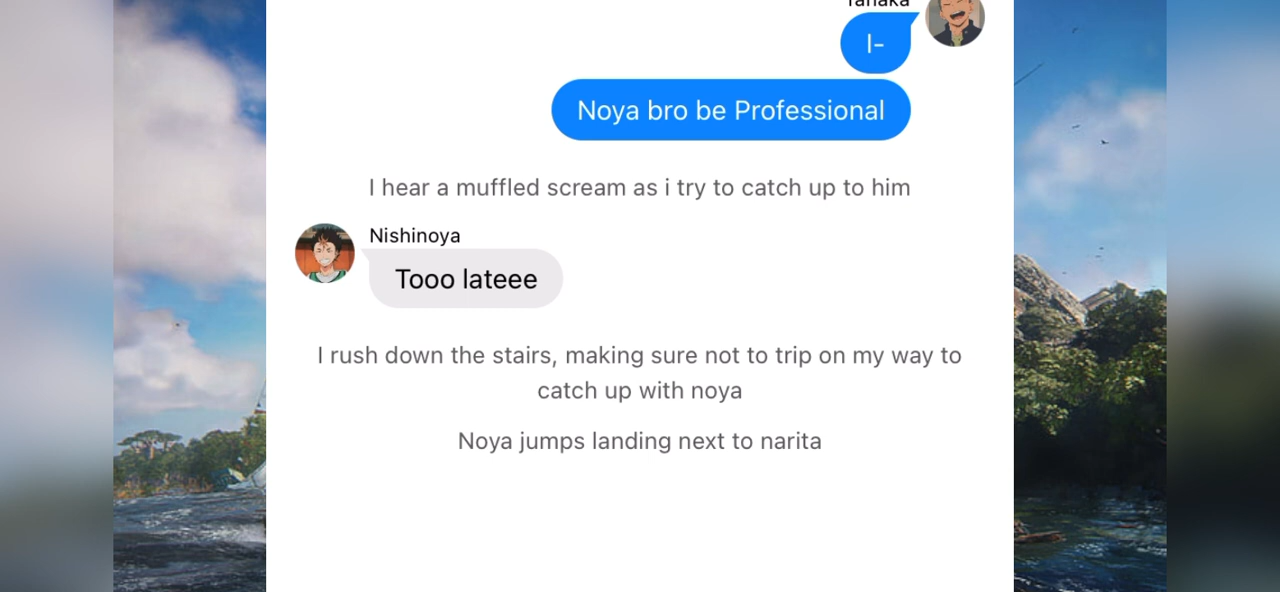 Tanaka
I-
Noya bro be Professional
I hear a muffled scream as i try to catch up to him
Nishinoya
Tooo lateee
I rush down the stairs, making sure not to trip on my way to
catch up with noya
Noya jumps landing next to narita